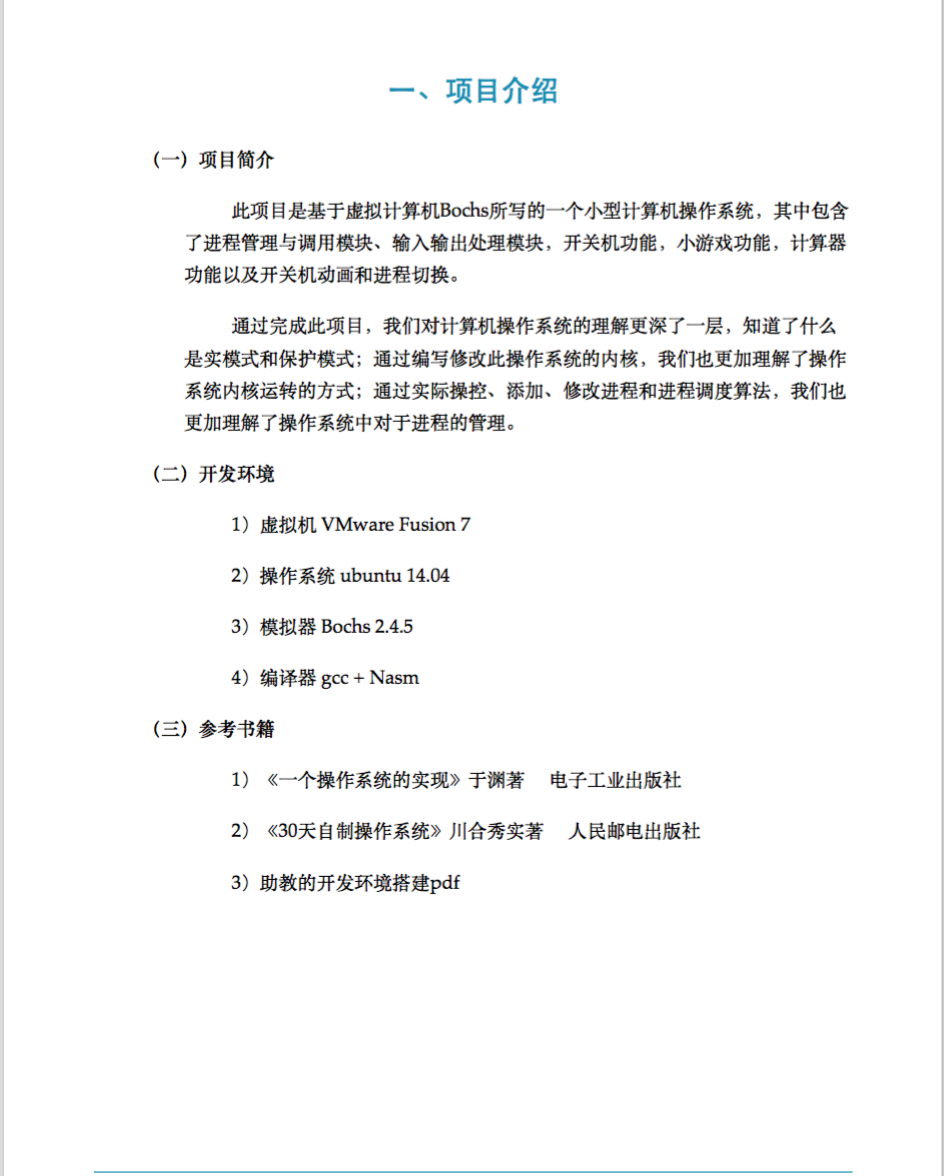 一、项目介绍
（一）项目简介
此项目是基于虚拟计算机Bochs所写的一个小型计算机操作系统，其中包含
了进程管理与调用模块、输入输出处理模块，开关机功能，小游戏功能，计算器
功能以及开关机动画和进程切换。
通过完成此项目，我们对计算机操作系统的理解更深了一层，知道了什么
是实模式和保护模式；通过编写修改此操作系统的内核，我们也更加理解了操作
系统内核运转的方式；通过实际操控、添加、修改进程和进程调度算法，我们也
更加理解了操作系统中对于进程的管理。
（二）开发环境
1）虚拟机 VMware Fusion 7
2）操作系统 ubuntu 14.04
3）模拟器 Bochs 2.4.5
4）编译器 gcc + Nasm
（三）参考书籍
1）《一个操作系统的实现》于渊著 电子工业出版社
2）《30天自制操作系统》川合秀实著 人民邮电出版社
3）助教的开发环境搭建pdf